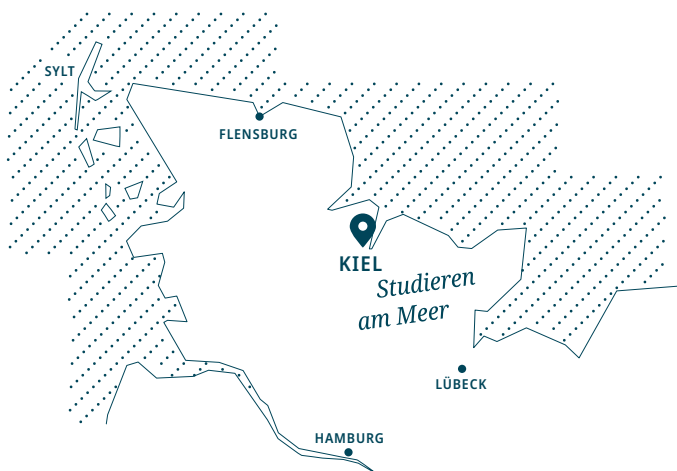 SYLT
FLENSBURG
KIEL
Studieren
am Meer
LÜBECK
HAMBURG